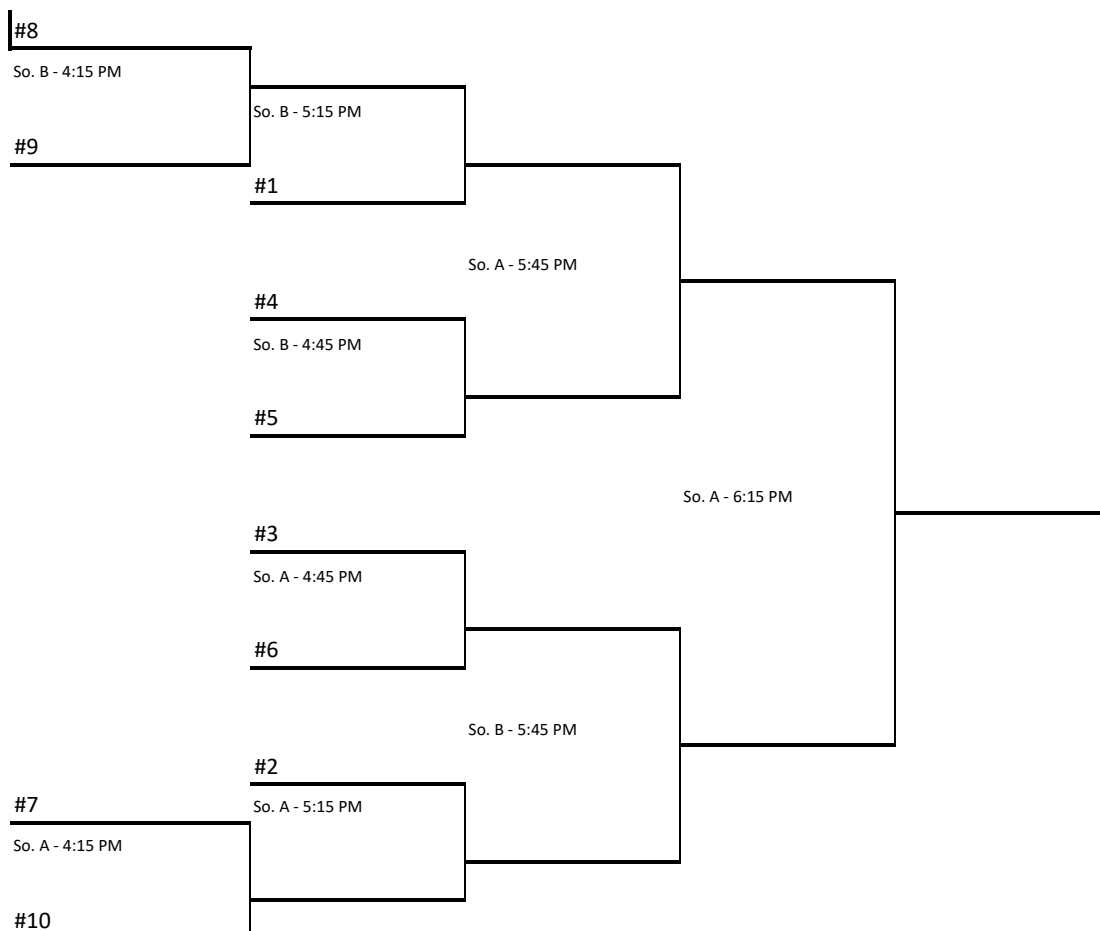 #8
So. B - 4:15 PM
So. B - 5:15 PM
#9
#1
So. A - 5:45 PM
#4
So. B - 4:45 PM
#5
So. A - 6:15 PM
#3
So. A - 4:45 PM
#6
So. B - 5:45 PM
#2
#7
So. A - 5:15 PM
So. A - 4:15 PM
#10